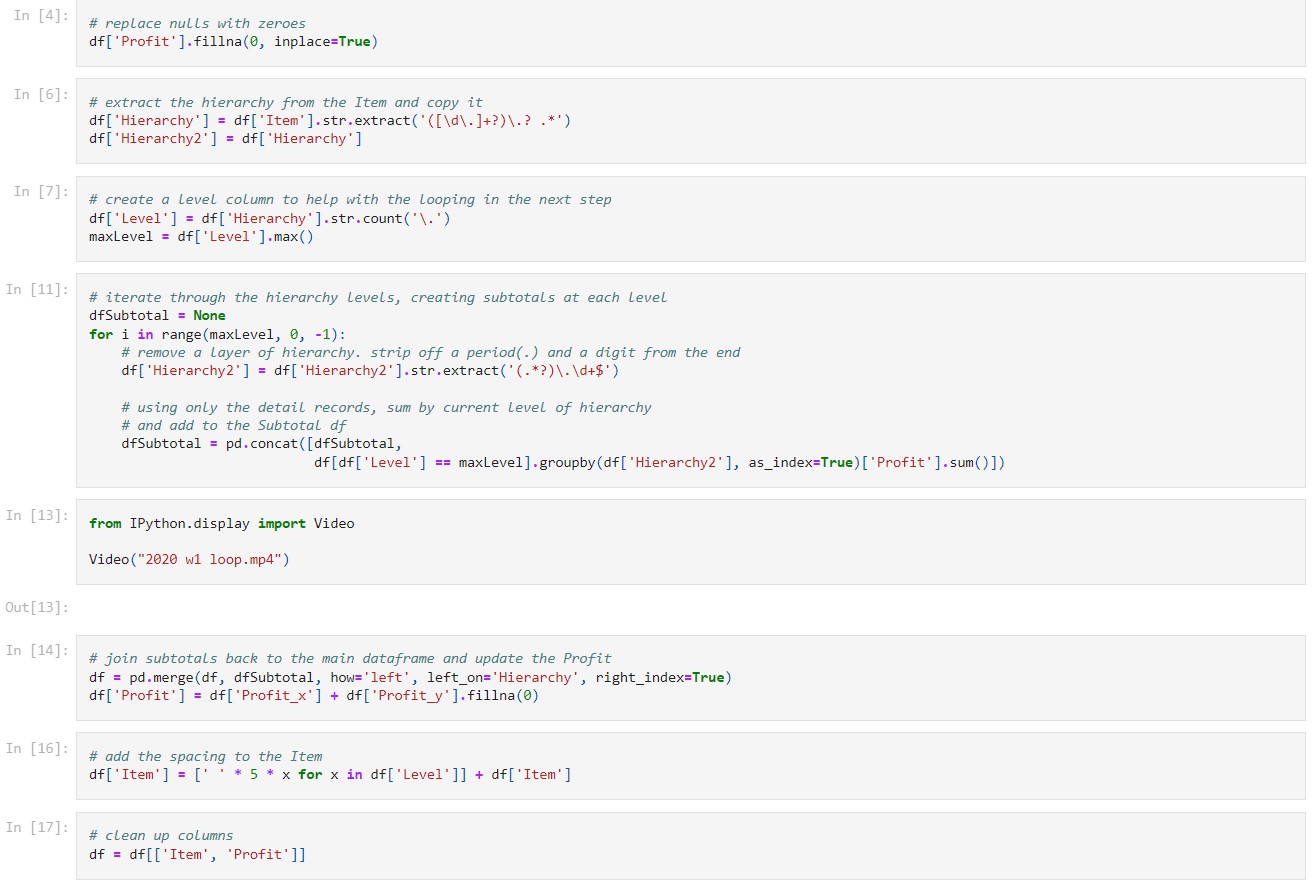 In [4]:
# replace nulls with zeroes
df['Profit'].fillna(0, inplace=True)
In [6]:
# extract the hierarchy from the Item and copy it
df['Hierarchy'] = df['Item'].str.extract('([\d\.]+?)\.? .*')
df['Hierarchy2'] = df['Hierarchy']
In [7]:
# create a level column to help with the looping in the next step
df['Level'] = df['Hierarchy'].str.count('\.')
maxLevel = df['Level'].max()
In [11]:
# iterate through the hierarchy levels, creating subtotals at each level
dfSubtotal = None
for i in range(maxLevel, 0, -1):
    # remove a layer of hierarchy. strip off a period(.) and a digit from the end
    df['Hierarchy2'] = df['Hierarchy2'].str.extract('(.*?)\.\d+$')
    # using only the detail records, sum by current level of hierarchy
    # and add to the Subtotal df
    dfSubtotal = pd.concat([dfSubtotal,
                            df[df['Level'] == maxLevel].groupby(df['Hierarchy2'], as_index=True)['Profit'].sum()])
In [13]:
from IPython.display import Video
Video("2020 w1 loop.mp4")
Out[13]:
In [14]:
# join subtotals back to the main dataframe and update the Profit
df = pd.merge(df, dfSubtotal, how='left', left_on='Hierarchy', right_index=True)
df['Profit'] = df['Profit_x'] + df['Profit_y'].fillna(0)
In [16]:
# add the spacing to the Item
df['Item'] = [' ' * 5 * x for x in df['Level']] + df['Item']
In [17]:
# clean up columns
df = df[['Item', 'Profit']]